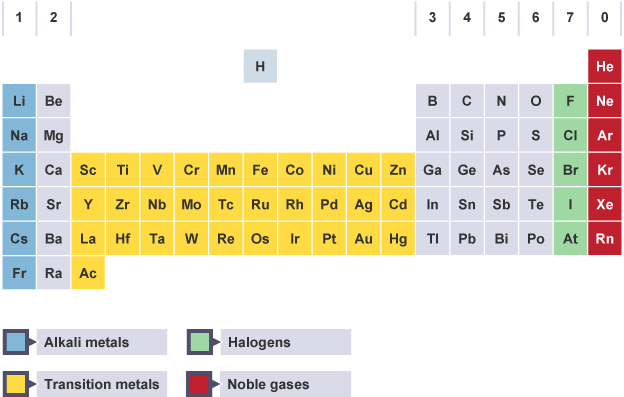 1 2 3 4 5 6 7 0
H He
Li Be B C N O F Ne
Na Mg Al Si P S Cl Ar
K Ca Sc Ti V Cr Mn Fe Co Ni Cu Zn Ga Ge As Se Br Kr
Rb Sr Y Zr Nb Mo Tc Ru Rh Pd Ag Cd In Sn Sb Te I Xe
Cs Ba La Hf Ta W Re Os Ir Pt Au Hg Tl Pb Bi Po At Rn
Fr Ra Ac
Alkali metals Halogens
Transition metals Noble gases